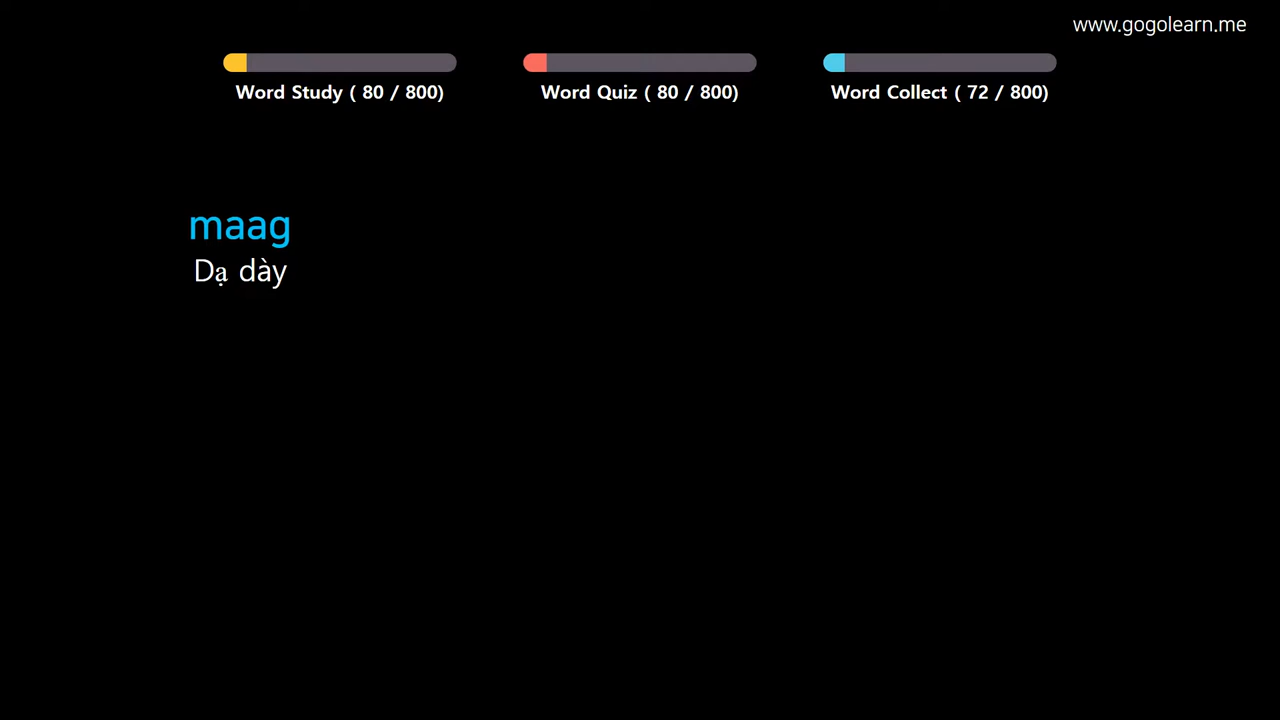 www.gogolearn.me
Word Study ( 80 / 800)
Word Quiz ( 80 / 800)
Word Collect ( 72 / 800)
maag
Dạ dày